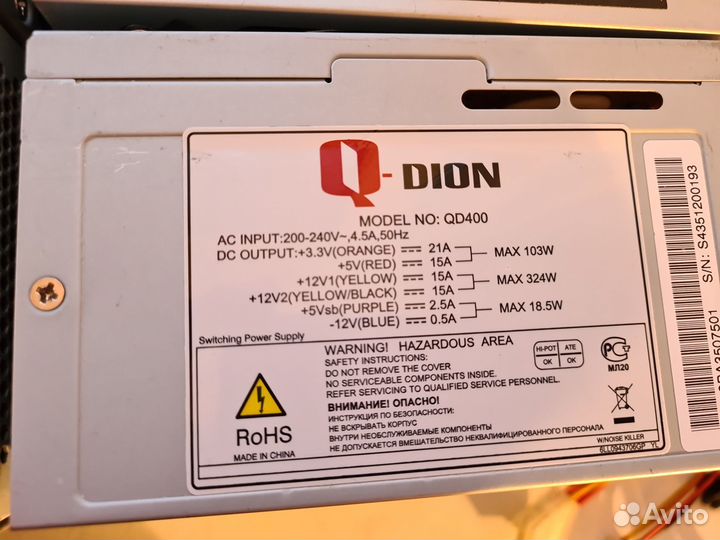 Q-DION
MODEL NO: QD400
AC INPUT:200-240V~,4.5A,50Hz
DC OUTPUT:+3.3V(ORANGE) ⎓ 21A
+5V(RED) ⎓ 15A
MAX 103W
+12V1(YELLOW) ⎓ 15A
+12V2(YELLOW/BLACK) ⎓ 15A
MAX 324W
+5Vsb(PURPLE) ⎓ 2.5A
-12V(BLUE) ⎓ 0.5A
MAX 18.5W
Switching Power Supply
WARNING! HAZARDOUS AREA
SAFETY INSTRUCTIONS:
DO NOT REMOVE THE COVER
NO SERVICEABLE COMPONENTS INSIDE.
REFER SERVICING TO QUALIFIED SERVICE PERSONNEL.
ВНИМАНИЕ! ОПАСНО!
ИНСТРУКЦИЯ ПО БЕЗОПАСНОСТИ:
НЕ ВСКРЫВАТЬ КОРПУС
ВНУТРИ НЕОБСЛУЖИВАЕМЫЕ КОМПОНЕНТЫ
НЕ ДОПУСКАЕТСЯ ВМЕШАТЕЛЬСТВО НЕКВАЛИФИЦИРОВАННОГО ПЕРСОНАЛА
RoHS
MADE IN CHINA
HI-POT ATE
OK OK
МЛ20
W/NOISE KILLER
6LL0943706GP YL
S/N: S4351200193
Avito